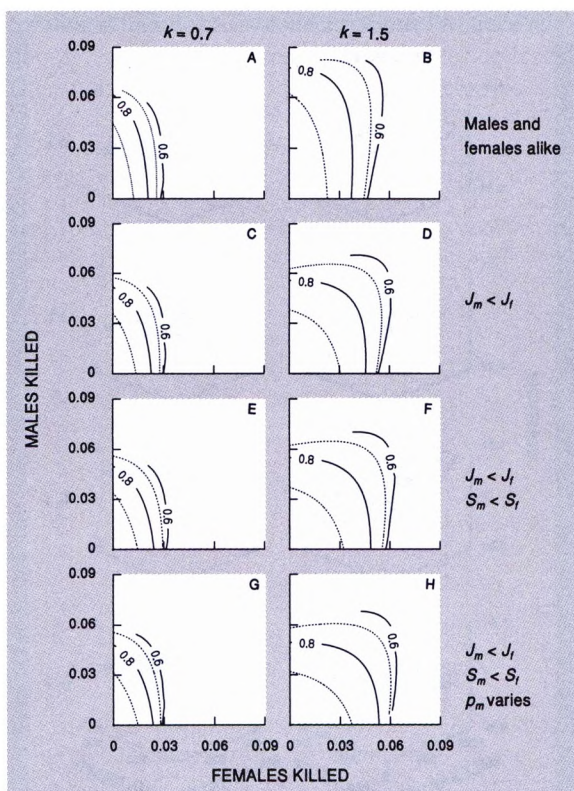 k = 0.7 k = 1.5
0.09 A B
0.06 0.8 0.6 0.8 0.6 Males and
0.03 females alike
0
0.09 C D
0.06 0.8 0.6 0.8 0.6 Jm < Jf
0.03
0
MALES KILLED
0.09 E F
0.06 0.8 0.6 0.8 0.6 Jm < Jf
0.03 Sm < Sf
0
0.09 G H
0.06 0.8 0.6 0.8 0.6 Jm < Jf
0.03 Sm < Sf
0 pm varies
0 0.03 0.06 0.09 0 0.03 0.06 0.09
FEMALES KILLED